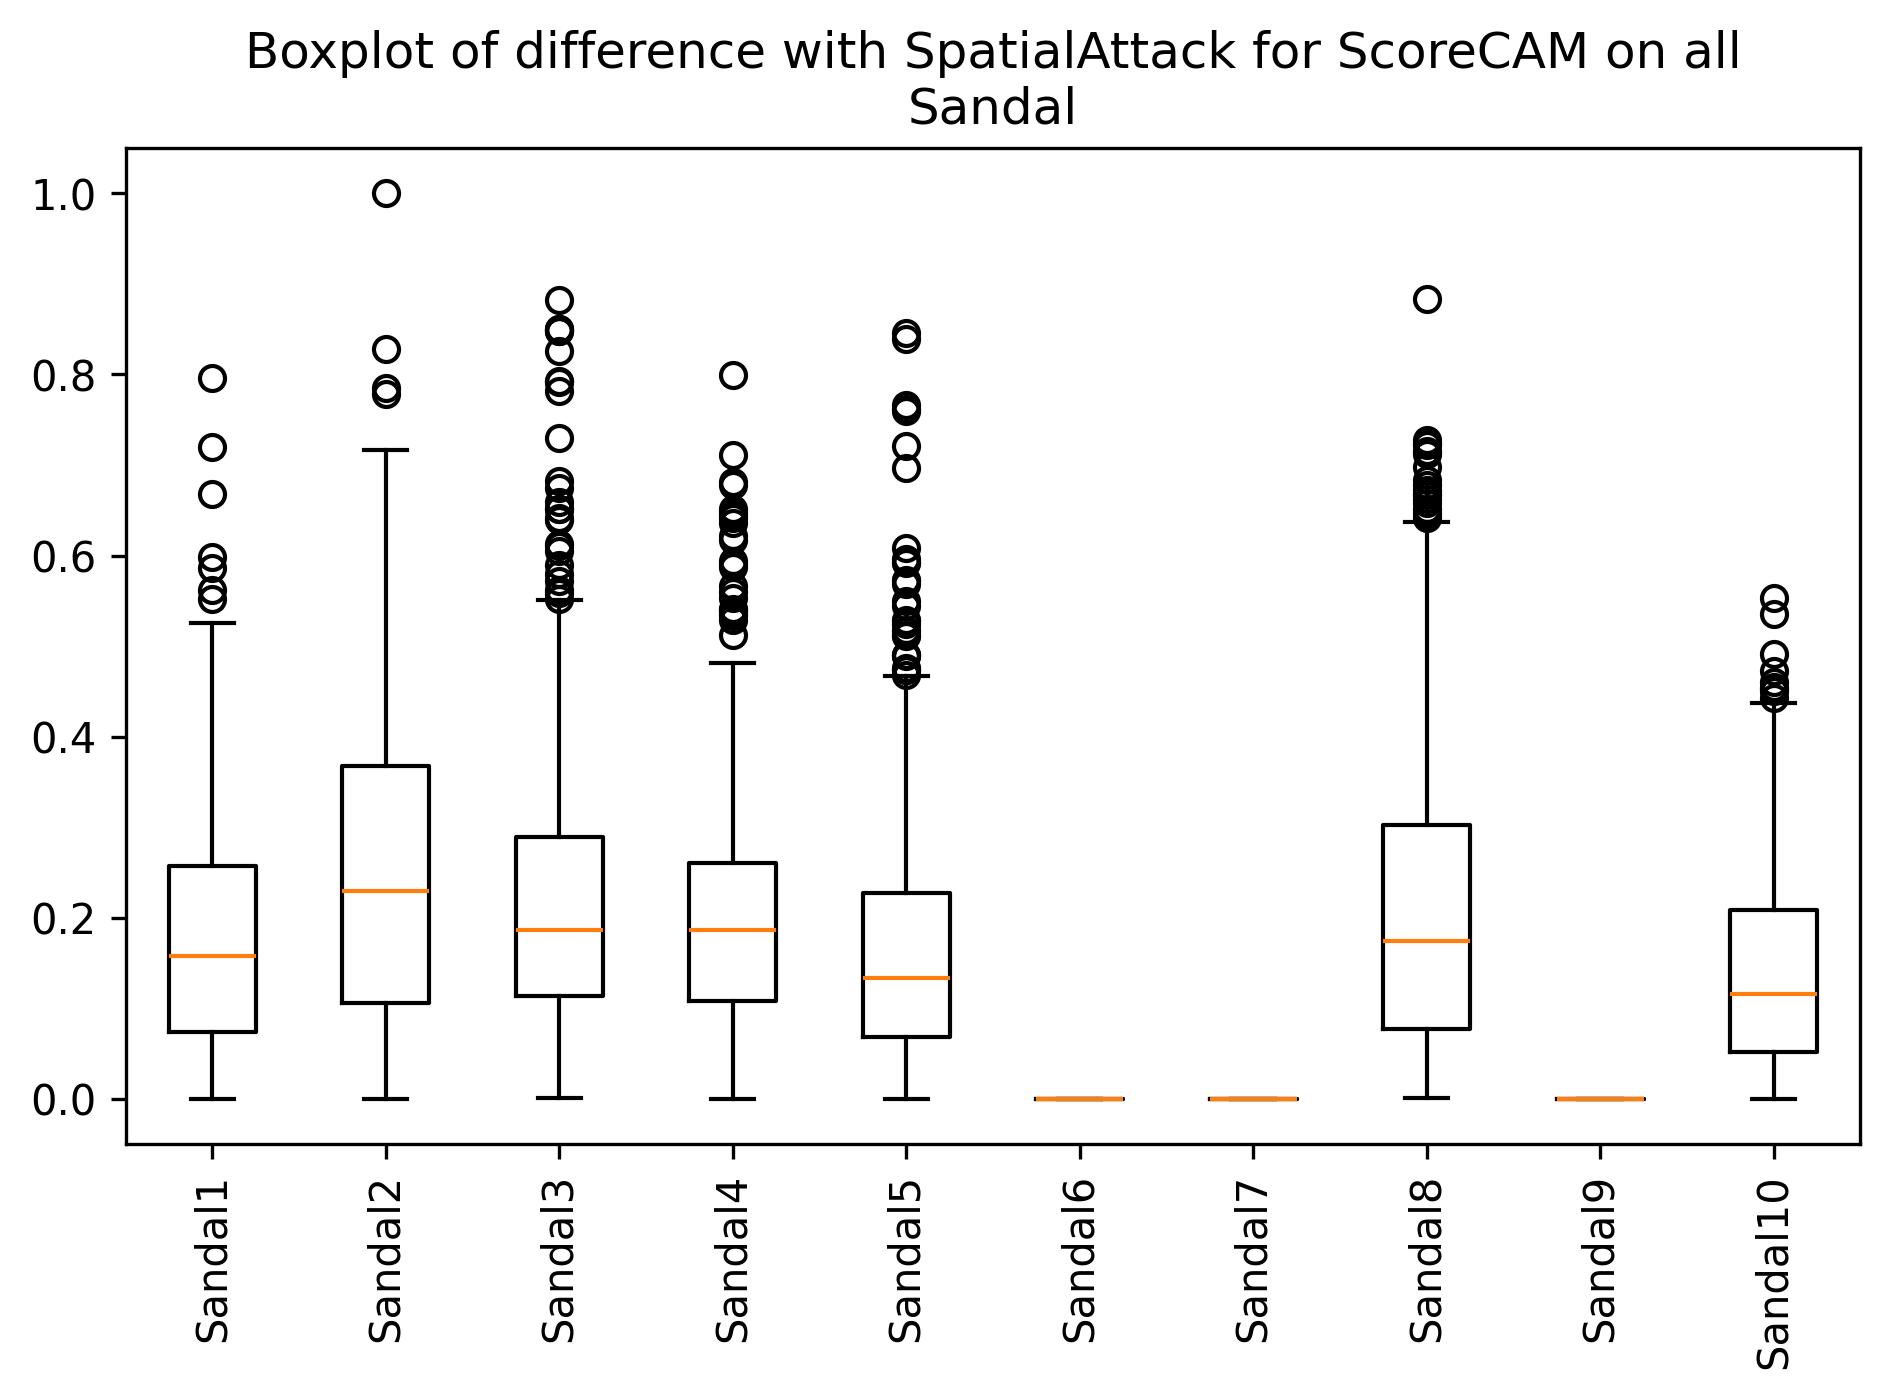 Boxplot of difference with SpatialAttack for ScoreCAM on all
Sandal
1.0
0.8
0.6
0.4
0.2
0.0
Sandal1
Sandal2
Sandal3
Sandal4
Sandal5
Sandal6
Sandal7
Sandal8
Sandal9
Sandal10